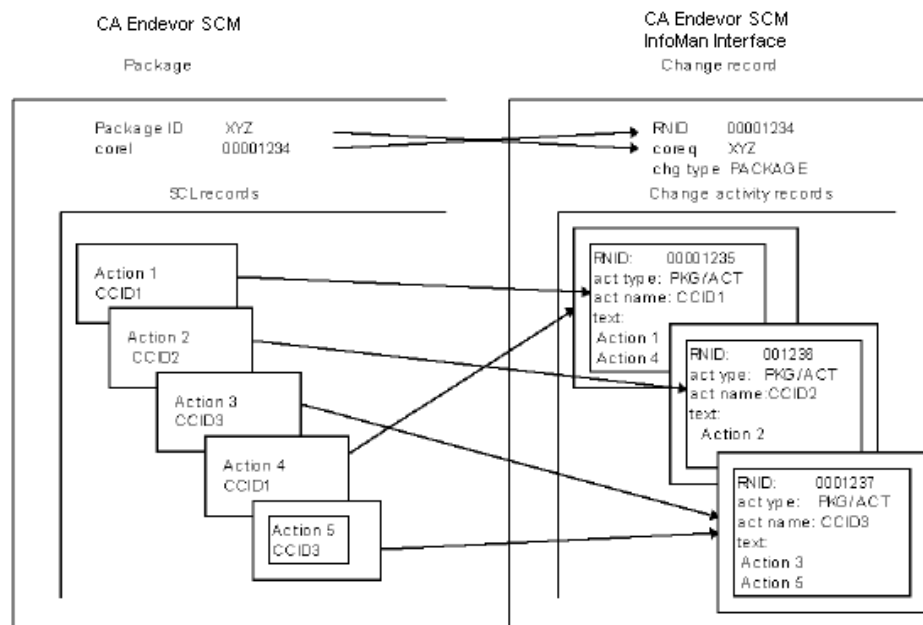 CA Endevor SCM
Package
Package ID XYZ
corel 00001234
SCL records
Action 1
CCID1
Action 2
CCID2
Action 3
CCID3
Action 4
CCID1
Action 5
CCID3
CA Endevor SCM
InfoMan Interface
Change record
RNID 00001234
coreq XYZ
chg type PACKAGE
Change activity records
RNID: 00001235
act type: PKG/ACT
act name: CCID1
text:
Action 1
Action 4
RNID: 001236
act type: PKG/ACT
act name:CCID2
text:
Action 2
RNID: 0001237
act type: PKG/ACT
act name: CCID3
text:
Action 3
Action 5